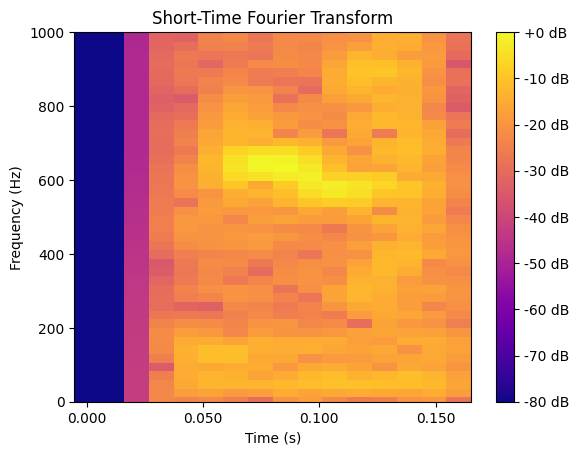 Short-Time Fourier Transform
Frequency (Hz)
1000
800
600
400
200
0
0.000
0.050
0.100
0.150
Time (s)
+0 dB
-10 dB
-20 dB
-30 dB
-40 dB
-50 dB
-60 dB
-70 dB
-80 dB